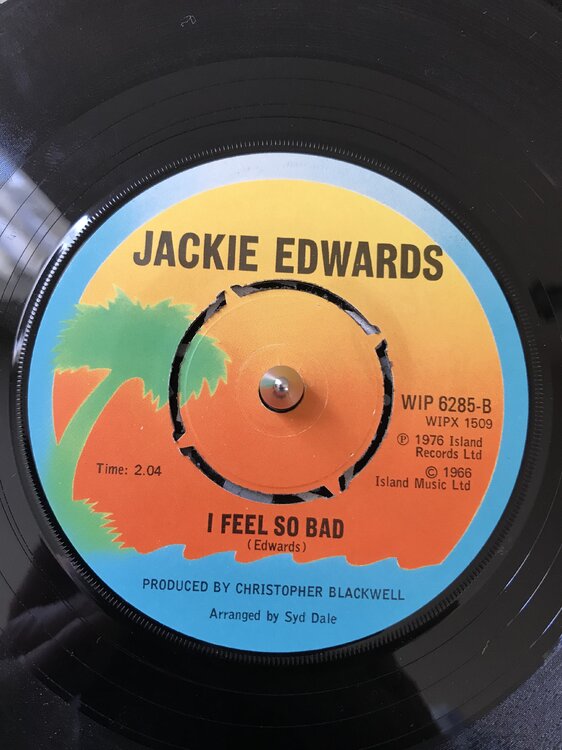 JACKIE EDWARDS
WIP 6285-B
WIPX 1509
℗ 1976 Island
Records Ltd
© 1966
Island Music Ltd
Time: 2.04
I FEEL SO BAD
(Edwards)
PRODUCED BY CHRISTOPHER BLACKWELL
Arranged by Syd Dale